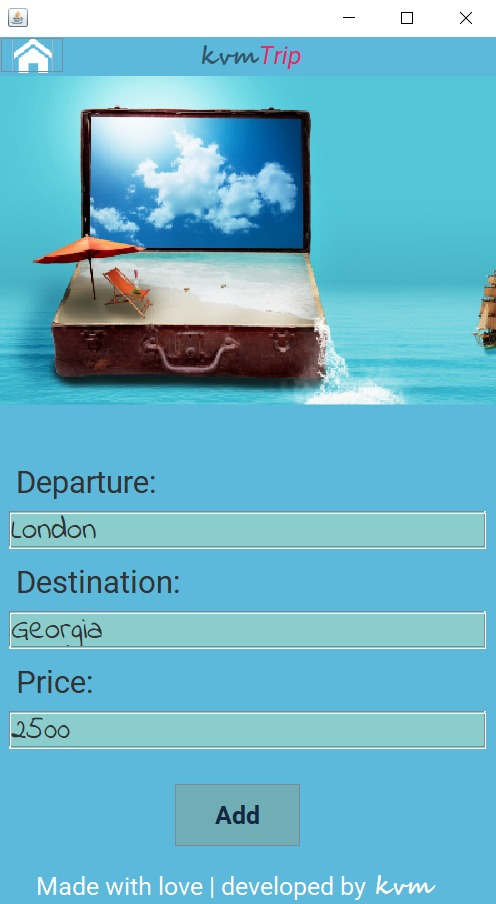 kvmTrip
Departure:
London
Destination:
Georgia
Price:
2500
Add
Made with love | developed by kvm